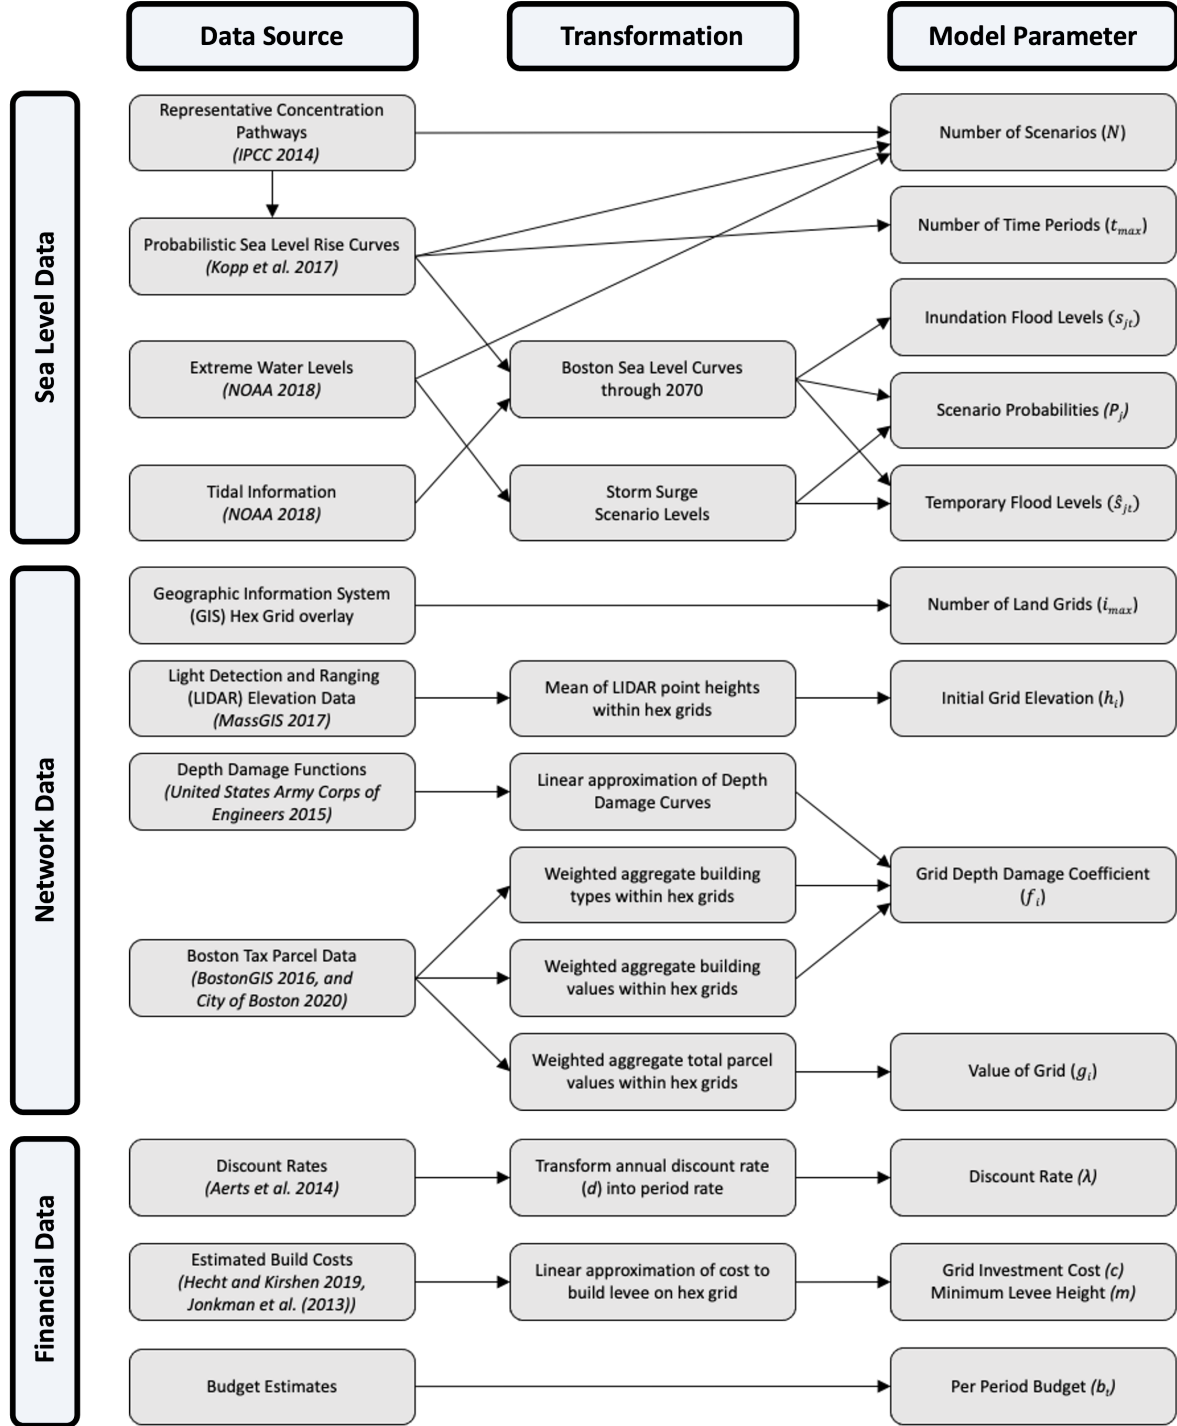 Data Source
Transformation
Model Parameter
Sea Level Data
Representative Concentration
Pathways
(IPCC 2014)
Number of Scenarios (N)
Probabilistic Sea Level Rise Curves
(Kopp et al. 2017)
Number of Time Periods (tmax)
Inundation Flood Levels (sjt)
Extreme Water Levels
(NOAA 2018)
Boston Sea Level Curves
through 2070
Scenario Probabilities (Pj)
Tidal Information
(NOAA 2018)
Storm Surge
Scenario Levels
Temporary Flood Levels (ŝjt)
Network Data
Geographic Information System
(GIS) Hex Grid overlay
Number of Land Grids (imax)
Light Detection and Ranging
(LIDAR) Elevation Data
(MassGIS 2017)
Mean of LIDAR point heights
within hex grids
Initial Grid Elevation (hi)
Depth Damage Functions
(United States Army Corps of
Engineers 2015)
Linear approximation of Depth
Damage Curves
Weighted aggregate building
types within hex grids
Grid Depth Damage Coefficient
(fi)
Boston Tax Parcel Data
(BostonGIS 2016, and
City of Boston 2020)
Weighted aggregate building
values within hex grids
Weighted aggregate total parcel
values within hex grids
Value of Grid (gi)
Financial Data
Discount Rates
(Aerts et al. 2014)
Transform annual discount rate
(d) into period rate
Discount Rate (λ)
Estimated Build Costs
(Hecht and Kirshen 2019,
Jonkman et al. (2013))
Linear approximation of cost to
build levee on hex grid
Grid Investment Cost (c)
Minimum Levee Height (m)
Budget Estimates
Per Period Budget (bt)